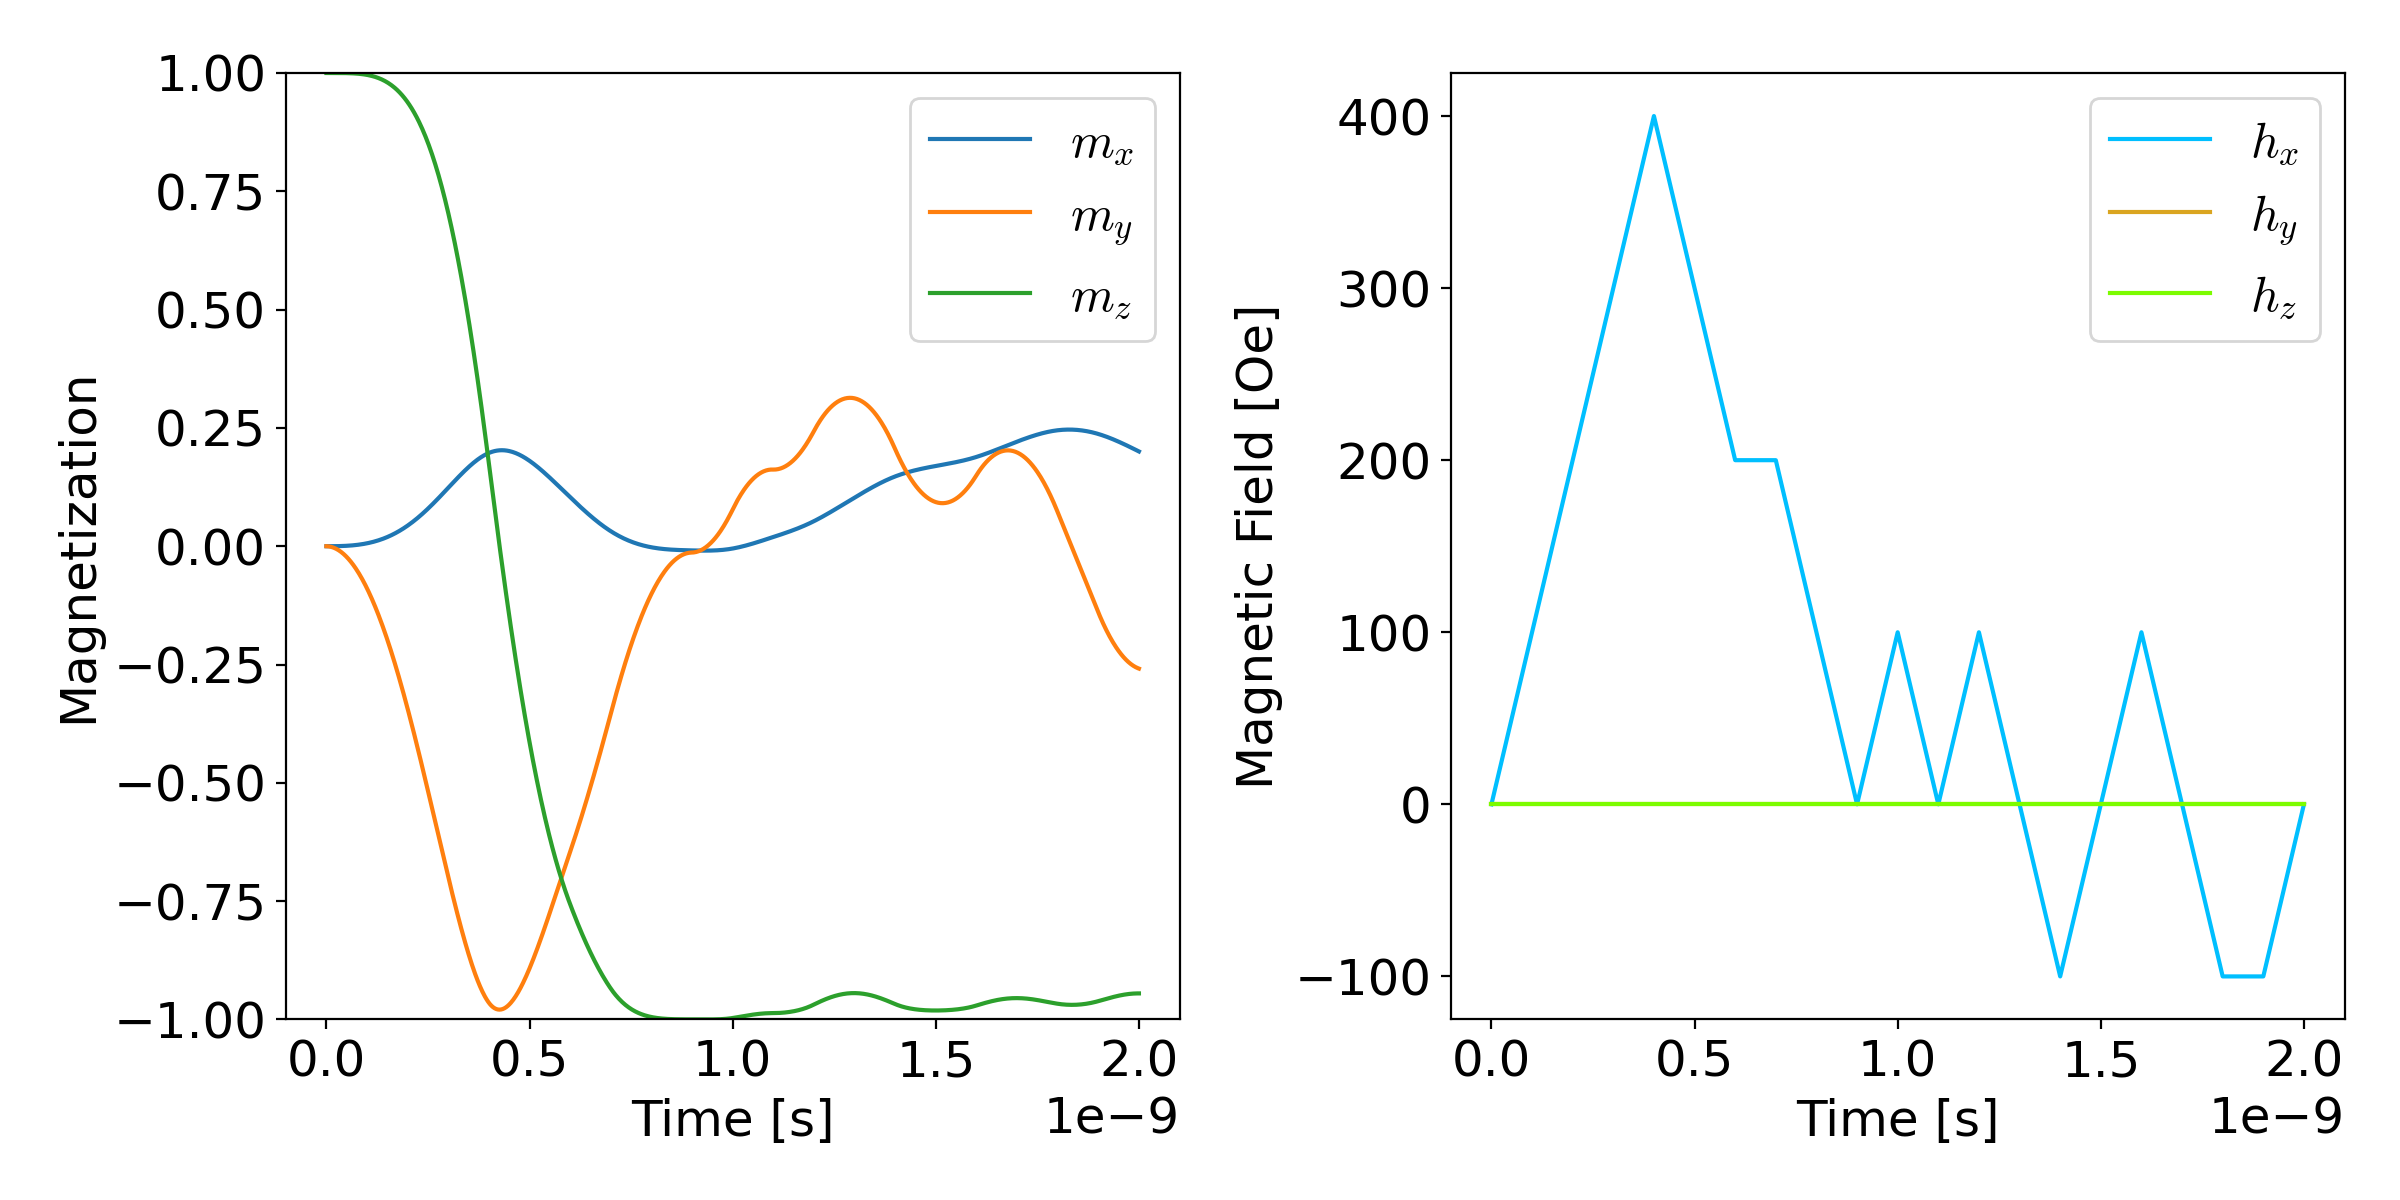 Magnetization
1.00
0.75
0.50
0.25
0.00
−0.25
−0.50
−0.75
−1.00
m_x
m_y
m_z
0.0 0.5 1.0 1.5 2.0
Time [s]
1e−9
Magnetic Field [Oe]
400
300
200
100
0
−100
h_x
h_y
h_z
0.0 0.5 1.0 1.5 2.0
Time [s]
1e−9